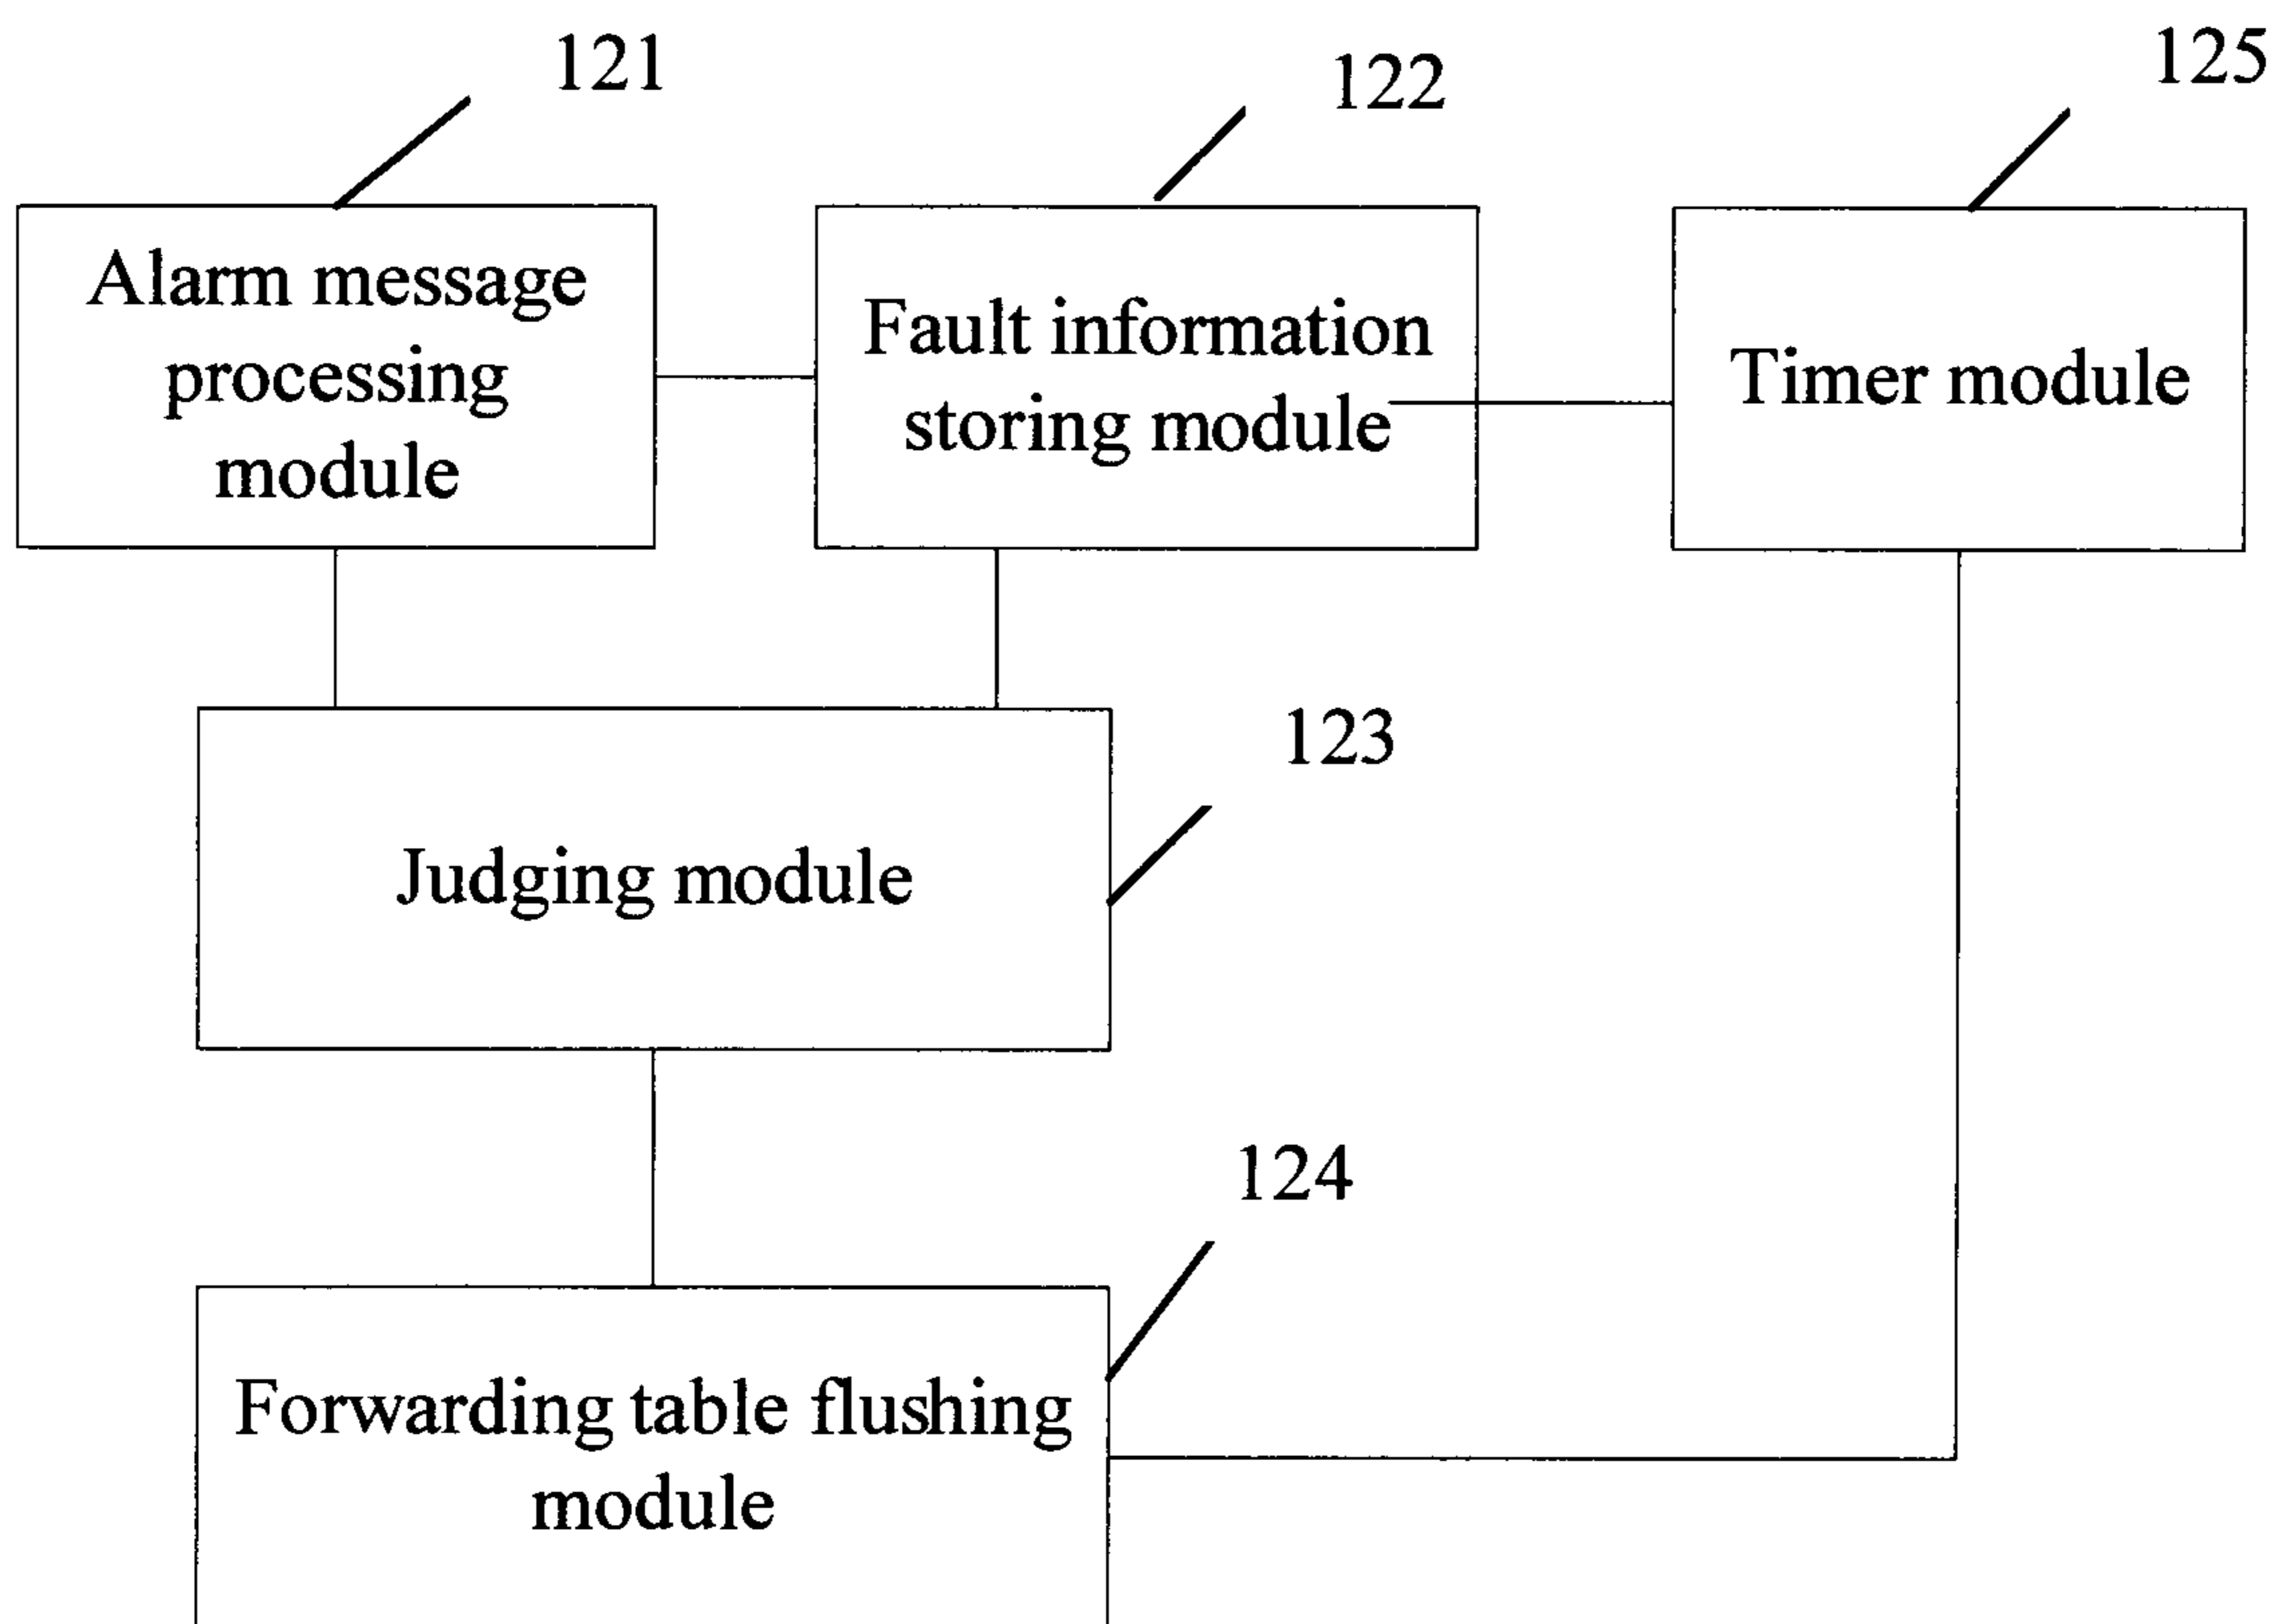 121
122
125
Alarm message
processing
module
Fault information
storing module
Timer module
123
Judging module
124
Forwarding table flushing
module